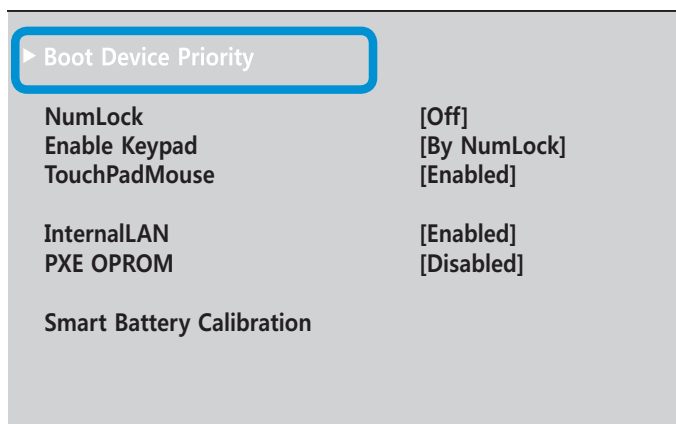 ▶ Boot Device Priority
NumLock [Off]
Enable Keypad [By NumLock]
TouchPadMouse [Enabled]
InternalLAN [Enabled]
PXE OPROM [Disabled]
Smart Battery Calibration